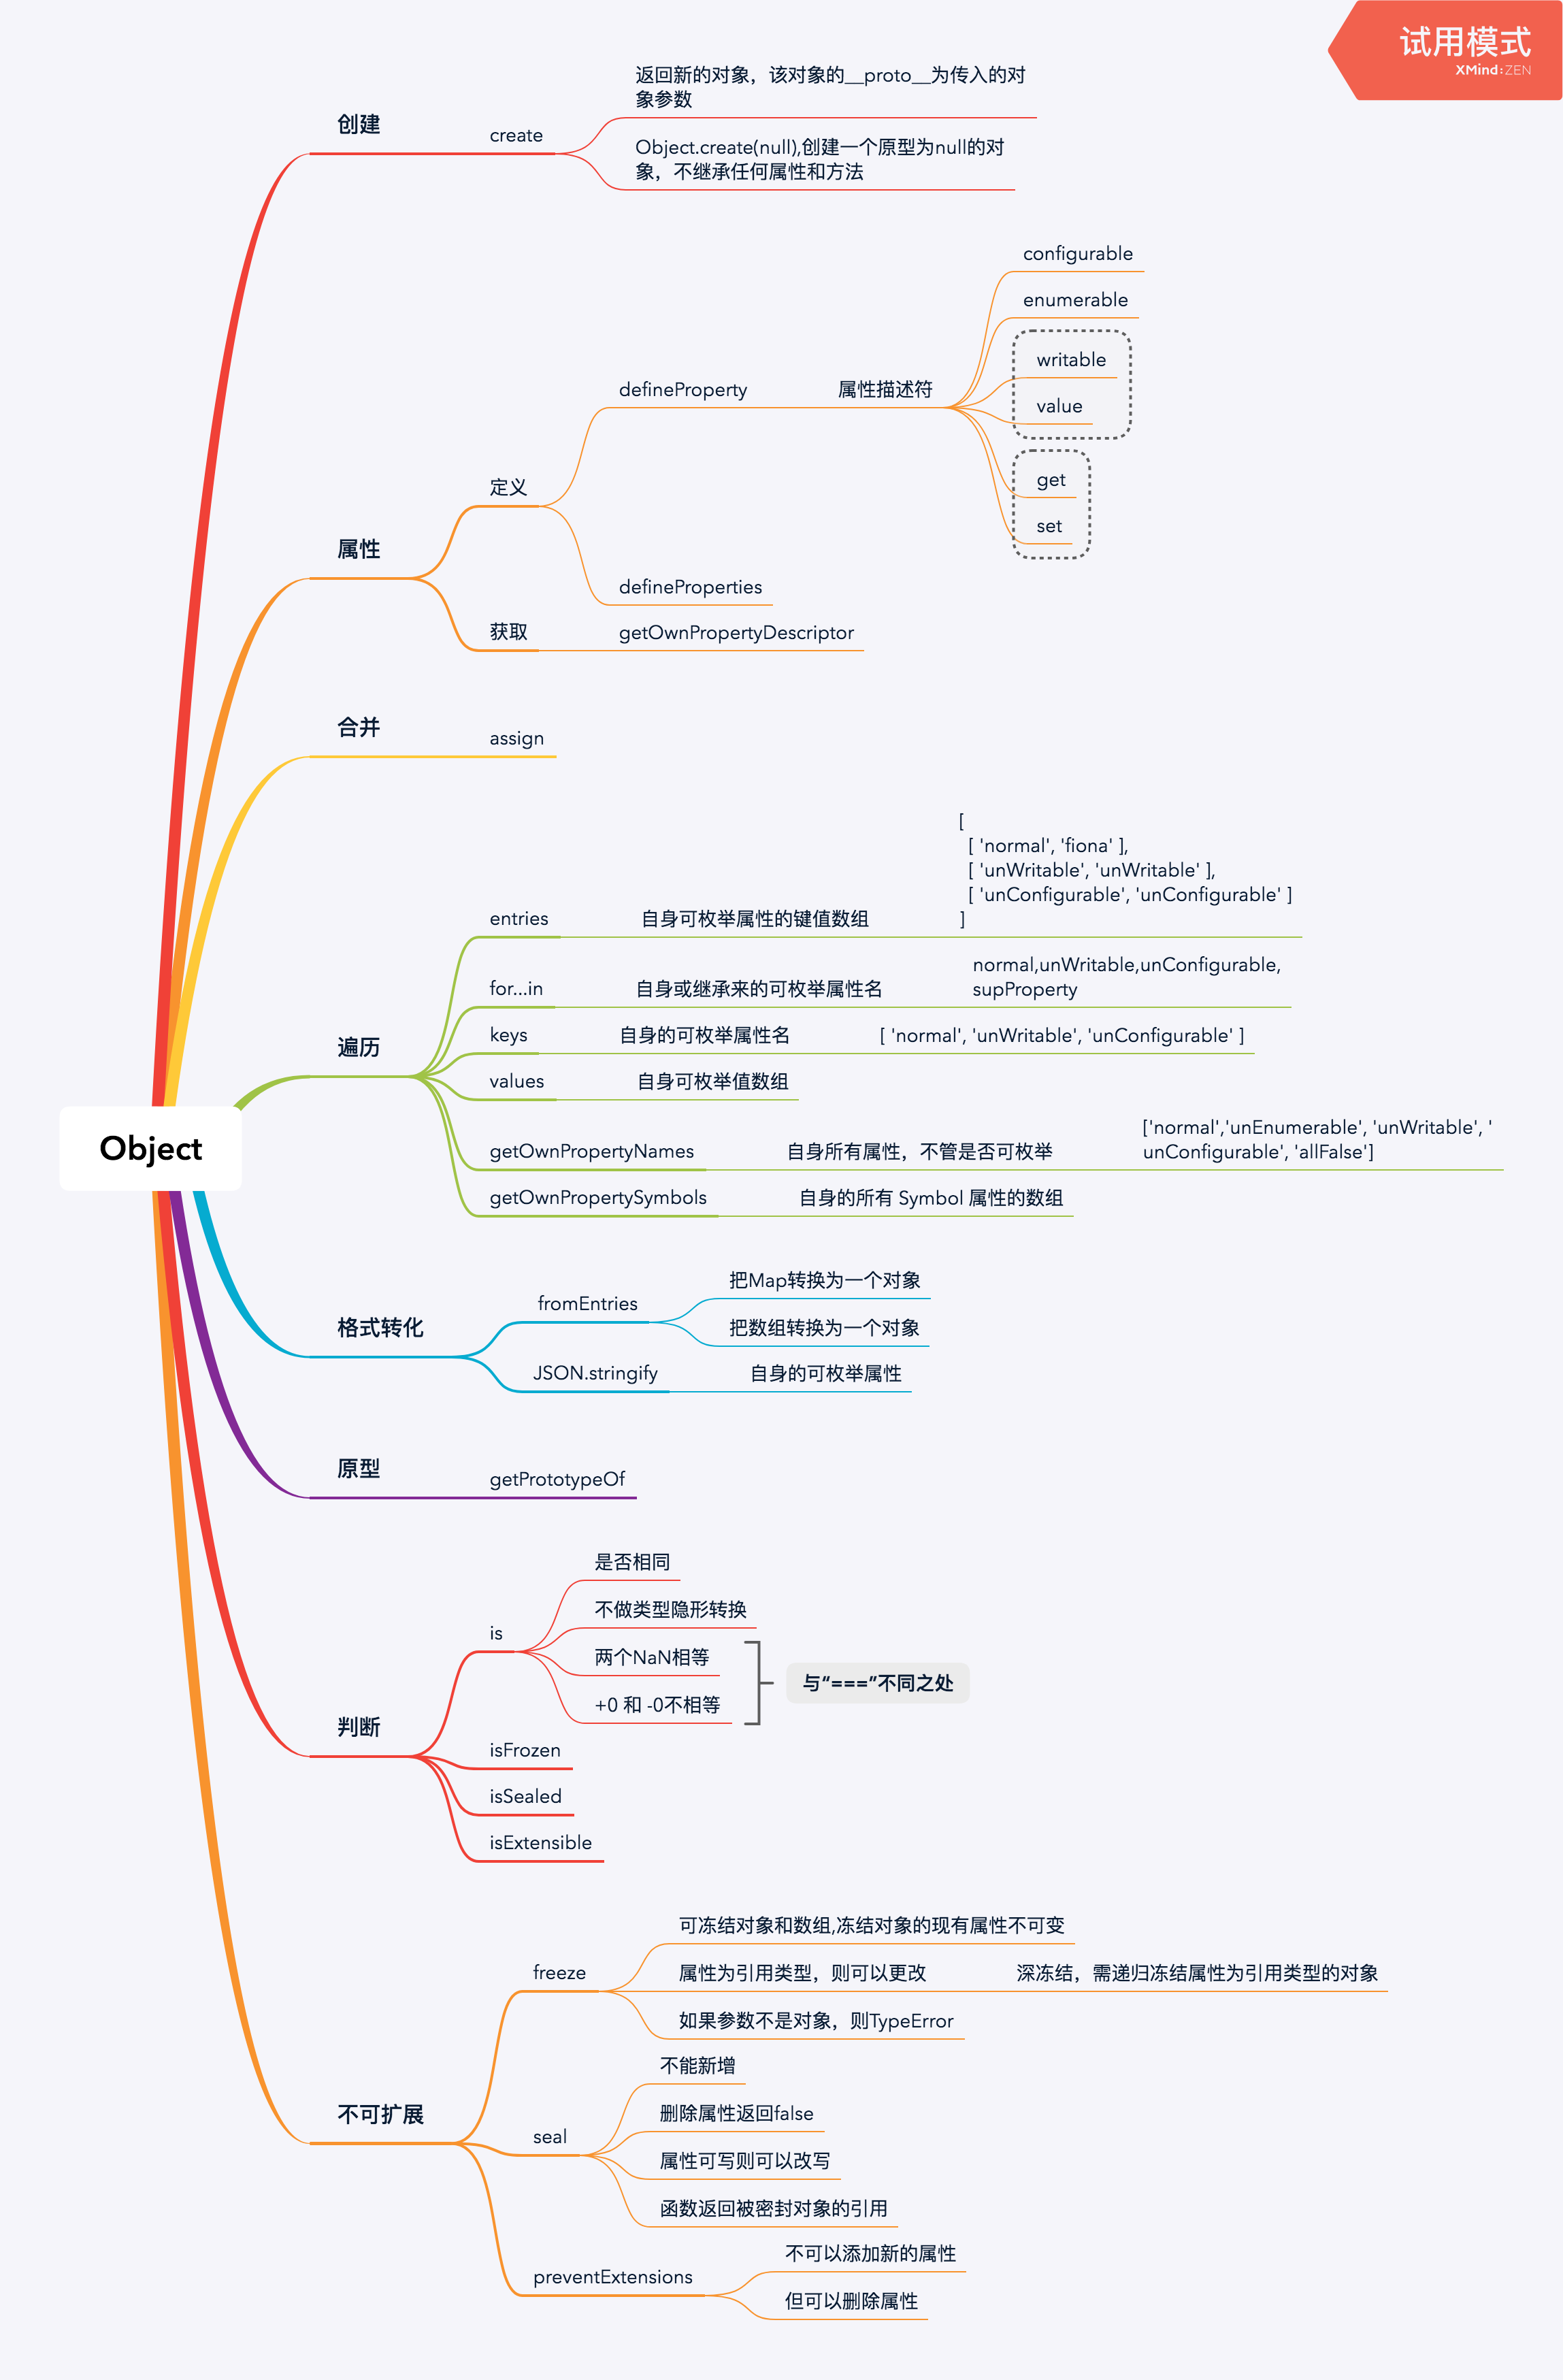 试用模式
XMind:ZEN
Object
创建
create
返回新的对象，该对象的__proto__为传入的对
象参数
Object.create(null),创建一个原型为null的对
象，不继承任何属性和方法
属性
定义
defineProperty
属性描述符
configurable
enumerable
writable
value
get
set
defineProperties
获取
getOwnPropertyDescriptor
合并
assign
遍历
entries
自身可枚举属性的键值数组
[
[ 'normal', 'fiona' ],
[ 'unWritable', 'unWritable' ],
[ 'unConfigurable', 'unConfigurable' ]
]
for...in
自身或继承来的可枚举属性名
normal,unWritable,unConfigurable,
supProperty
keys
自身的可枚举属性名
[ 'normal', 'unWritable', 'unConfigurable' ]
values
自身可枚举值数组
getOwnPropertyNames
自身所有属性，不管是否可枚举
['normal','unEnumerable', 'unWritable', '
unConfigurable', 'allFalse']
getOwnPropertySymbols
自身的所有 Symbol 属性的数组
格式转化
fromEntries
把Map转换为一个对象
把数组转换为一个对象
JSON.stringify
自身的可枚举属性
原型
getPrototypeOf
判断
is
是否相同
不做类型隐形转换
两个NaN相等
+0 和 -0不相等
与“===”不同之处
isFrozen
isSealed
isExtensible
不可扩展
freeze
可冻结对象和数组,冻结对象的现有属性不可变
属性为引用类型，则可以更改
深冻结，需递归冻结属性为引用类型的对象
如果参数不是对象，则TypeError
seal
不能新增
删除属性返回false
属性可写则可以改写
函数返回被密封对象的引用
preventExtensions
不可以添加新的属性
但可以删除属性